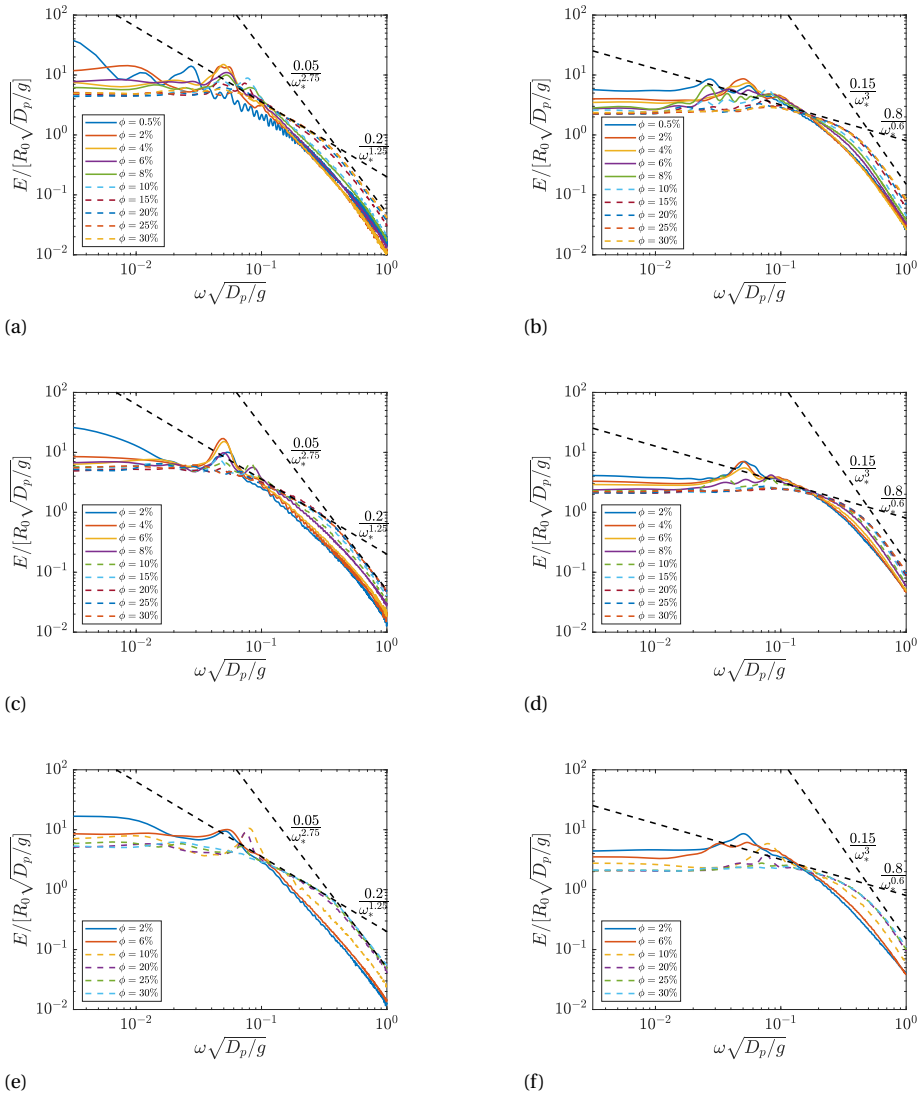 10^2
10^1
10^0
10^-1
10^-2
E/[R_0√D_p/g]
0.05/ω_*^2.75
0.2/ω_*^1.25
ϕ = 0.5%
ϕ = 2%
ϕ = 4%
ϕ = 6%
ϕ = 8%
ϕ = 10%
ϕ = 15%
ϕ = 20%
ϕ = 25%
ϕ = 30%
10^-2 10^-1 10^0
ω√D_p/g
(a)
10^2
10^1
10^0
10^-1
10^-2
E/[R_0√D_p/g]
0.15/ω_*^3
0.8/ω_*^0.6
ϕ = 0.5%
ϕ = 2%
ϕ = 4%
ϕ = 6%
ϕ = 8%
ϕ = 10%
ϕ = 15%
ϕ = 20%
ϕ = 25%
ϕ = 30%
10^-2 10^-1 10^0
ω√D_p/g
(b)
10^2
10^1
10^0
10^-1
10^-2
E/[R_0√D_p/g]
0.05/ω_*^2.75
0.2/ω_*^1.25
ϕ = 2%
ϕ = 4%
ϕ = 6%
ϕ = 8%
ϕ = 10%
ϕ = 15%
ϕ = 20%
ϕ = 25%
ϕ = 30%
10^-2 10^-1 10^0
ω√D_p/g
(c)
10^2
10^1
10^0
10^-1
10^-2
E/[R_0√D_p/g]
0.15/ω_*^3
0.8/ω_*^0.6
ϕ = 2%
ϕ = 4%
ϕ = 6%
ϕ = 8%
ϕ = 10%
ϕ = 15%
ϕ = 20%
ϕ = 25%
ϕ = 30%
10^-2 10^-1 10^0
ω√D_p/g
(d)
10^2
10^1
10^0
10^-1
10^-2
E/[R_0√D_p/g]
0.05/ω_*^2.75
0.2/ω_*^1.25
ϕ = 2%
ϕ = 6%
ϕ = 10%
ϕ = 20%
ϕ = 25%
ϕ = 30%
10^-2 10^-1 10^0
ω√D_p/g
(e)
10^2
10^1
10^0
10^-1
10^-2
E/[R_0√D_p/g]
0.15/ω_*^3
0.8/ω_*^0.6
ϕ = 2%
ϕ = 6%
ϕ = 10%
ϕ = 20%
ϕ = 25%
ϕ = 30%
10^-2 10^-1 10^0
ω√D_p/g
(f)